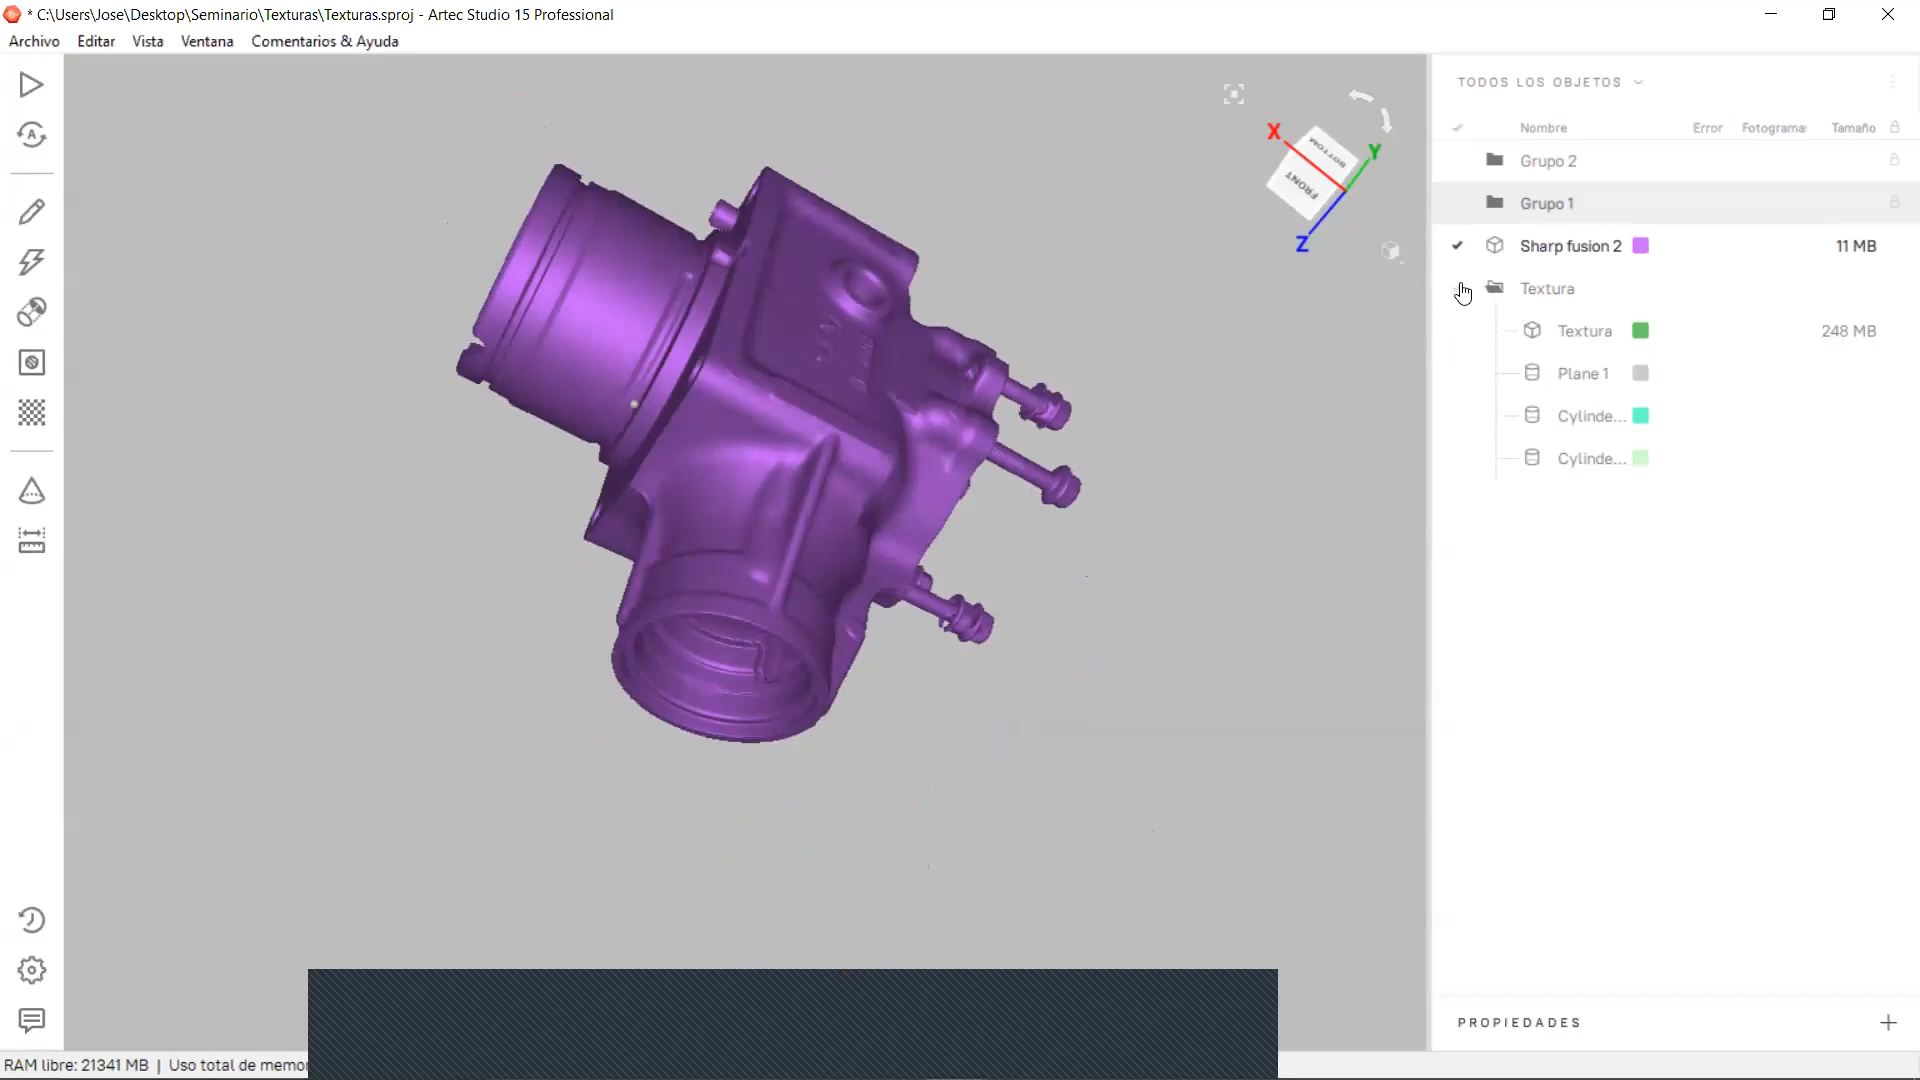 * C:\Users\Jose\Desktop\Seminario\Texturas\Texturas.sproj - Artec Studio 15 Professional
Archivo Editar Vista Ventana Comentarios & Ayuda
TODOS LOS OBJETOS
Nombre Error Fotograma Tamaño
Grupo 2
Grupo 1
Sharp fusion 2 11 MB
Textura
Textura 248 MB
Plane 1
Cylinde...
Cylinde...
X
Y
Z
BOTTOM
FRONT
A
PROPIEDADES
RAM libre: 21341 MB | Uso total de memo